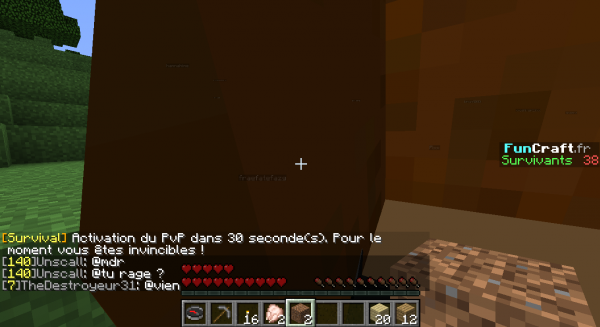 FunCraft.fr
Survivants 38
[Survival] Activation du PvP dans 30 seconde(s). Pour le
moment vous êtes invincibles !
[140]Unscall: @mdr
[140]Unscall: @tu rage ?
[7]TheDestroyeur31: @vien
16
2
2
20
12